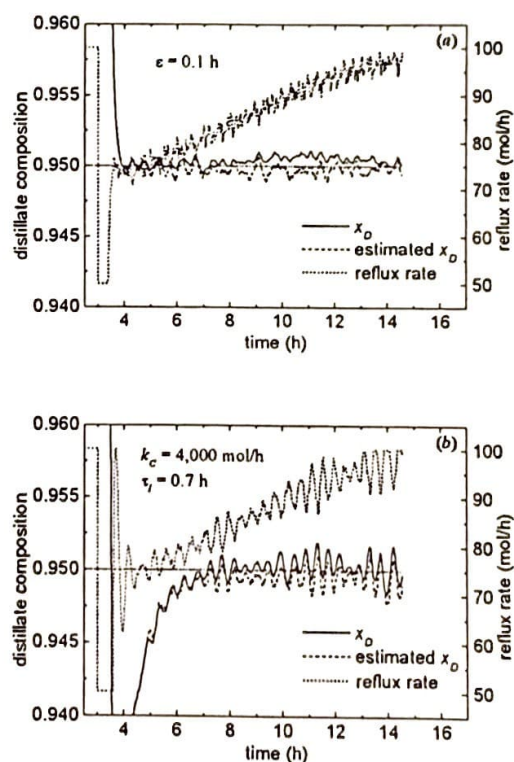 0.960
(a)
ε = 0.1 h
100
0.955
90
0.950
80
70
0.945
x_D
estimated x_D
reflux rate
60
0.940
50
4 6 8 10 12 14 16
time (h)
distillate composition
reflux rate (mol/h)
0.960
(b)
k_C = 4,000 mol/h
τ_I = 0.7 h
100
0.955
90
0.950
80
70
0.945
x_D
estimated x_D
reflux rate
60
0.940
50
4 6 8 10 12 14 16
time (h)
distillate composition
reflux rate (mol/h)